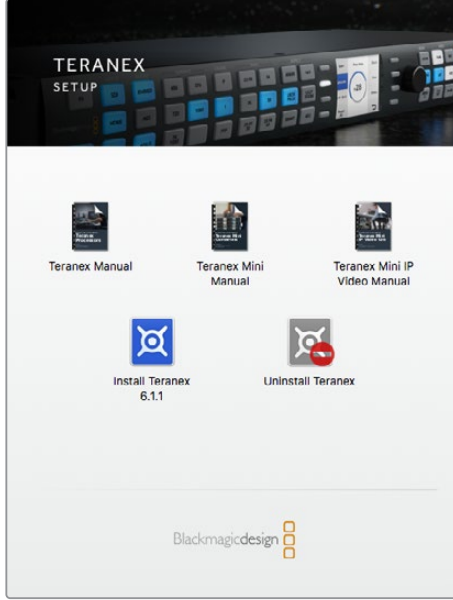 TERANEX
SETUP
Teranex Manual
Teranex Mini
Manual
Teranex Mini IP
Video Manual
Install Teranex
6.1.1
Uninstall Teranex
Blackmagicdesign